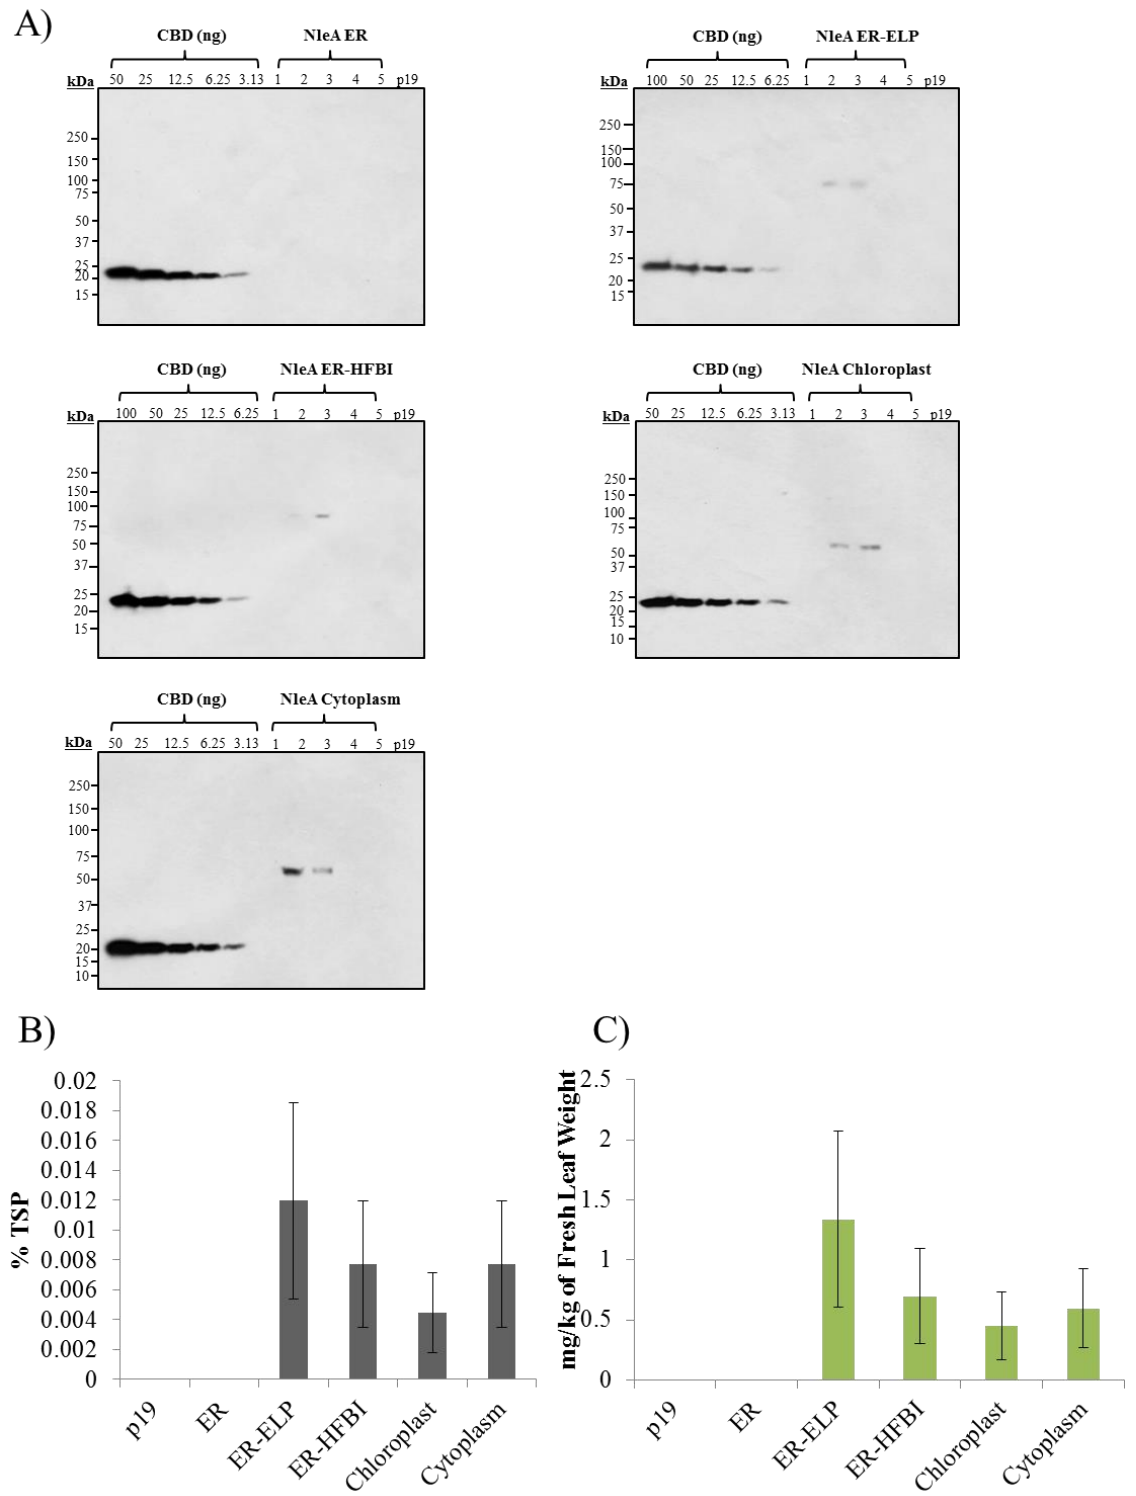 A)
CBD (ng) NleA ER
kDa 50 25 12.5 6.25 3.13 1 2 3 4 5 p19
250
150
100
75
50
37
25
20
15
CBD (ng) NleA ER-ELP
kDa 100 50 25 12.5 6.25 1 2 3 4 5 p19
250
150
100
75
50
37
25
20
15
CBD (ng) NleA ER-HFBI
kDa 100 50 25 12.5 6.25 1 2 3 4 5 p19
250
150
100
75
50
37
25
20
15
CBD (ng) NleA Chloroplast
kDa 50 25 12.5 6.25 3.13 1 2 3 4 5 p19
250
150
100
75
50
37
25
20
15
10
CBD (ng) NleA Cytoplasm
kDa 50 25 12.5 6.25 3.13 1 2 3 4 5 p19
250
150
100
75
50
37
25
20
15
10
B)
% TSP
0.02
0.018
0.016
0.014
0.012
0.01
0.008
0.006
0.004
0.002
0
p19
ER
ER-ELP
ER-HFBI
Chloroplast
Cytoplasm
C)
mg/kg of Fresh Leaf Weight
2.5
2
1.5
1
0.5
0
p19
ER
ER-ELP
ER-HFBI
Chloroplast
Cytoplasm